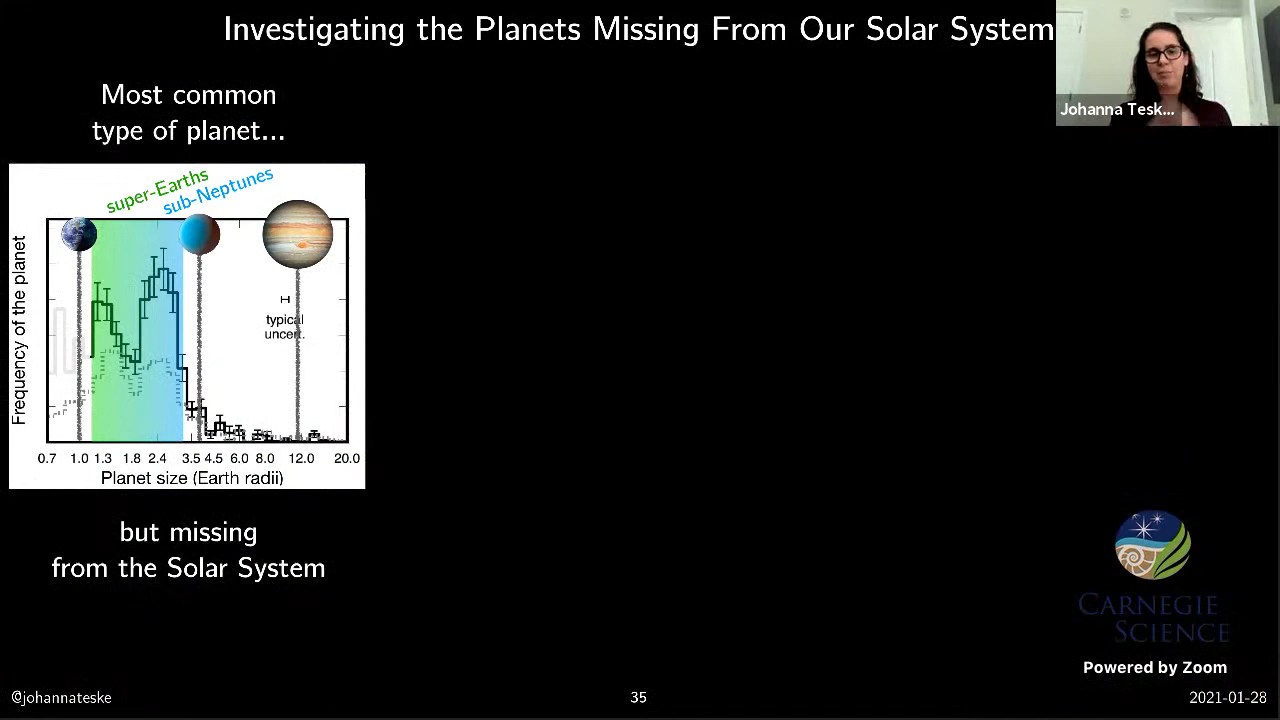 Investigating the Planets Missing From Our Solar System
Johanna Tesk...
Most common
type of planet...
super-Earths
sub-Neptunes
Frequency of the planet
typical
uncert.
0.7 1.0 1.3 1.8 2.4 3.5 4.5 6.0 8.0 12.0 20.0
Planet size (Earth radii)
but missing
from the Solar System
CARNEGIE
SCIENCE
Powered by Zoom
@johannateske
35
2021-01-28